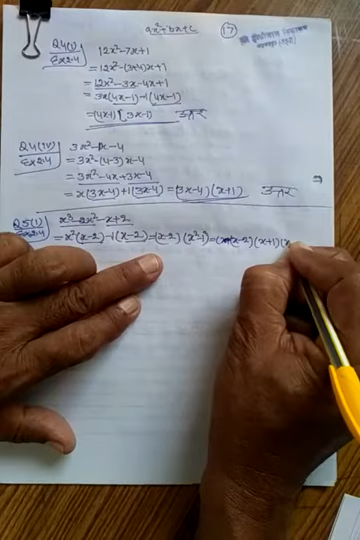 ax²+bx+c
17
Q4(i) 12x²-7x+1
Ex2.4 = 12x²-(3+4)x+1
= 12x²-3x-4x+1
= 3x(4x-1)-1(4x-1)
= (4x-1)(3x-1) उत्तर
Q4(iv) 3x²-x-4
Ex2.4 = 3x²-(4-3)x-4
= 3x²-4x+3x-4
= x(3x-4)+1(3x-4) = (3x-4)(x+1) उत्तर
Q5(i) x³-2x²-x+2
Ex2.4 = x²(x-2)-1(x-2)=(x-2)(x²-1)=(x-2)(x+1)(x